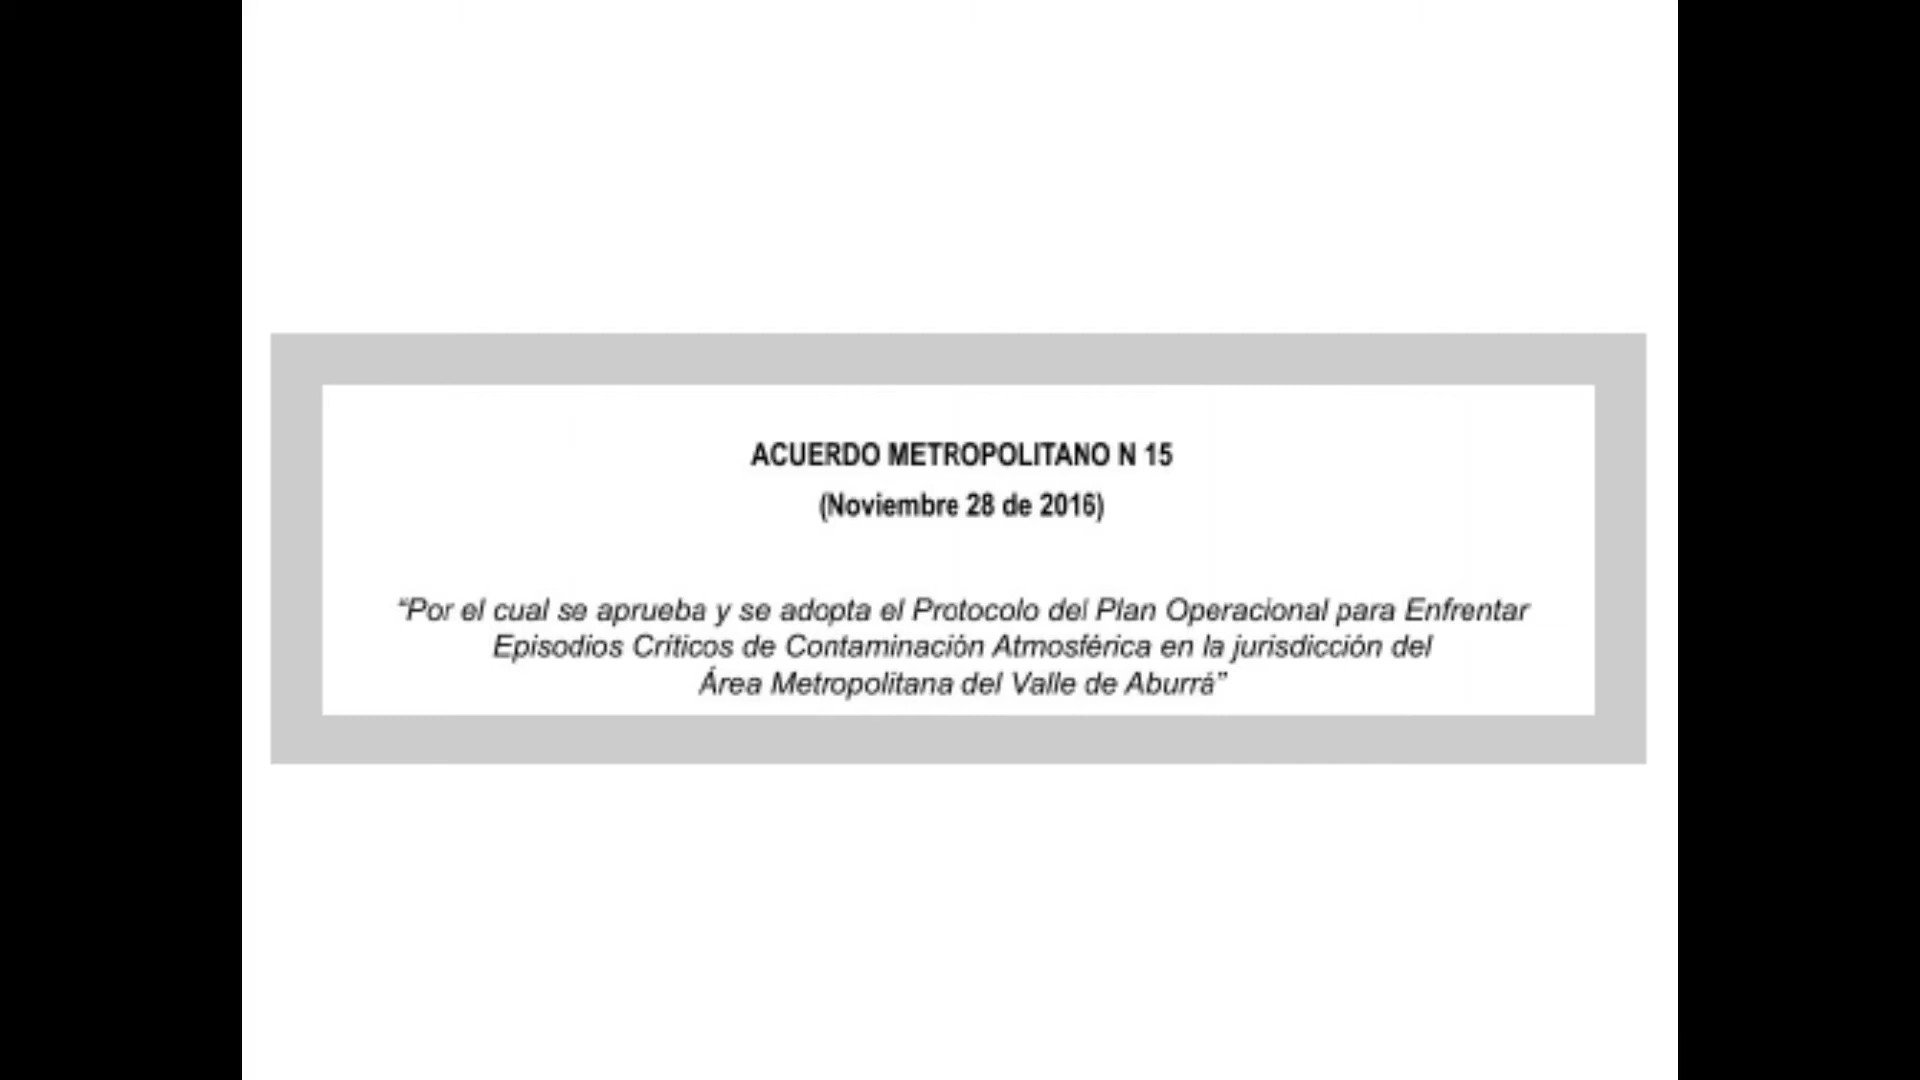 ACUERDO METROPOLITANO N 15
(Noviembre 28 de 2016)
“Por el cual se aprueba y se adopta el Protocolo del Plan Operacional para Enfrentar
Episodios Críticos de Contaminación Atmosférica en la jurisdicción del
Área Metropolitana del Valle de Aburrá”